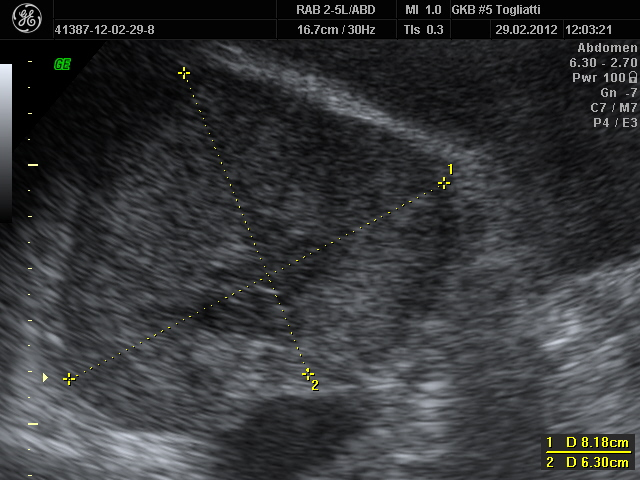 RAB 2-5L/ABD MI 1.0 GKB #5 Togliatti
41387-12-02-29-8 16.7cm / 30Hz TIs 0.3 29.02.2012 12:03:21
GE
Abdomen
6.30 - 2.70
Pwr 100
Gn -7
C7 / M7
P4 / E3
1
2
1 D 8.18cm
2 D 6.30cm